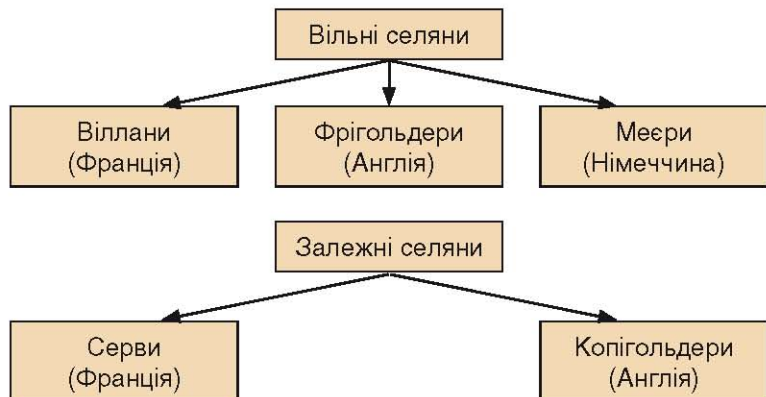 Вільні селяни
Віллани
(Франція)
Фрігольдери
(Англія)
Меєри
(Німеччина)
Залежні селяни
Серви
(Франція)
Копігольдери
(Англія)